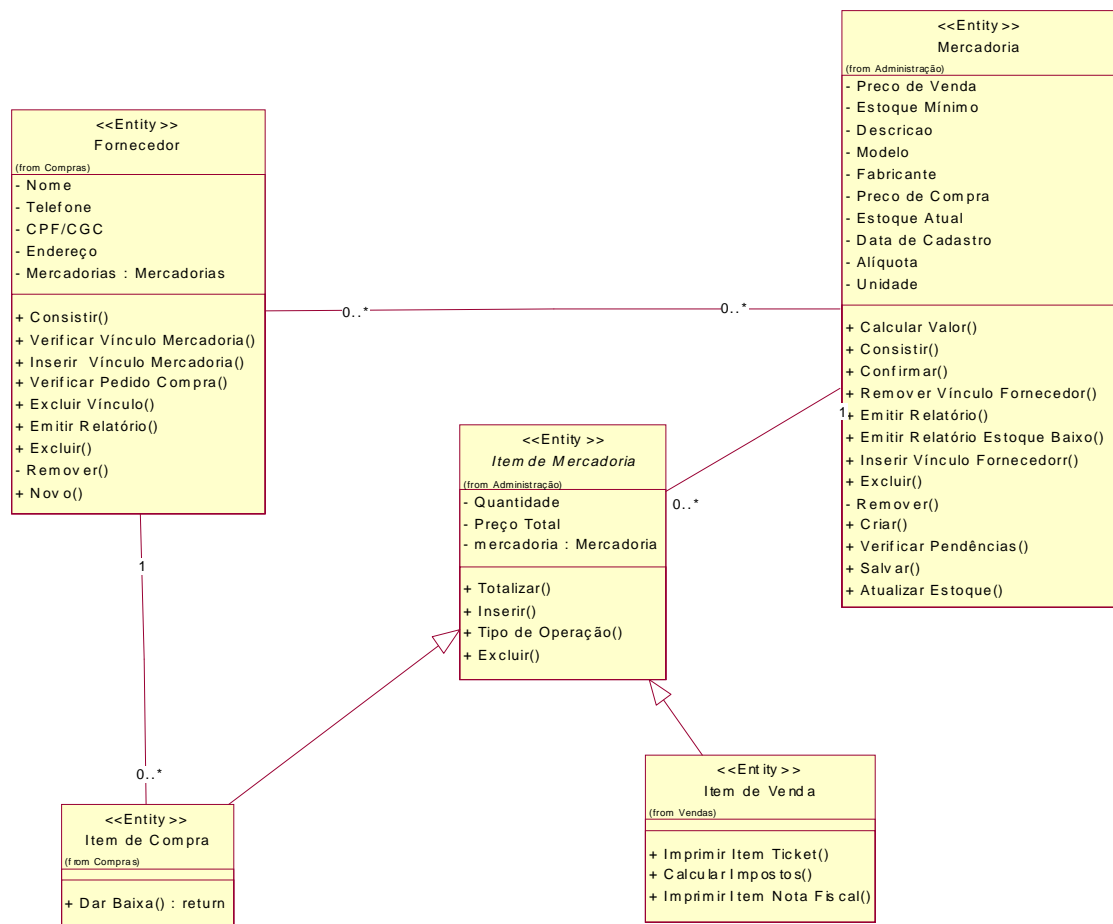 <<Entity>>
Mercadoria
(from Administração)
- Preco de Venda
- Estoque Mínimo
- Descricao
- Modelo
- Fabricante
- Preco de Compra
- Estoque Atual
- Data de Cadastro
- Alíquota
- Unidade
+ Calcular Valor()
+ Consistir()
+ Confirmar()
+ Remover Vínculo Fornecedor()
+ Emitir Relatório()
+ Emitir Relatório Estoque Baixo()
+ Inserir Vínculo Fornecedorr()
+ Excluir()
- Remover()
+ Criar()
+ Verificar Pendências()
+ Salvar()
+ Atualizar Estoque()
<<Entity>>
Fornecedor
(from Compras)
- Nome
- Telefone
- CPF/CGC
- Endereço
- Mercadorias : Mercadorias
+ Consistir()
+ Verificar Vínculo Mercadoria()
+ Inserir Vínculo Mercadoria()
+ Verificar Pedido Compra()
+ Excluir Vínculo()
+ Emitir Relatório()
+ Excluir()
- Remover()
+ Novo()
0..*
0..*
1
0..*
1
0..*
<<Entity>>
Item de Mercadoria
(from Administração)
- Quantidade
- Preço Total
- mercadoria : Mercadoria
+ Totalizar()
+ Inserir()
+ Tipo de Operação()
+ Excluir()
<<Entity>>
Item de Compra
(from Compras)
+ Dar Baixa() : return
<<Entity>>
Item de Venda
(from Vendas)
+ Imprimir Item Ticket()
+ Calcular Impostos()
+ Imprimir Item Nota Fiscal()